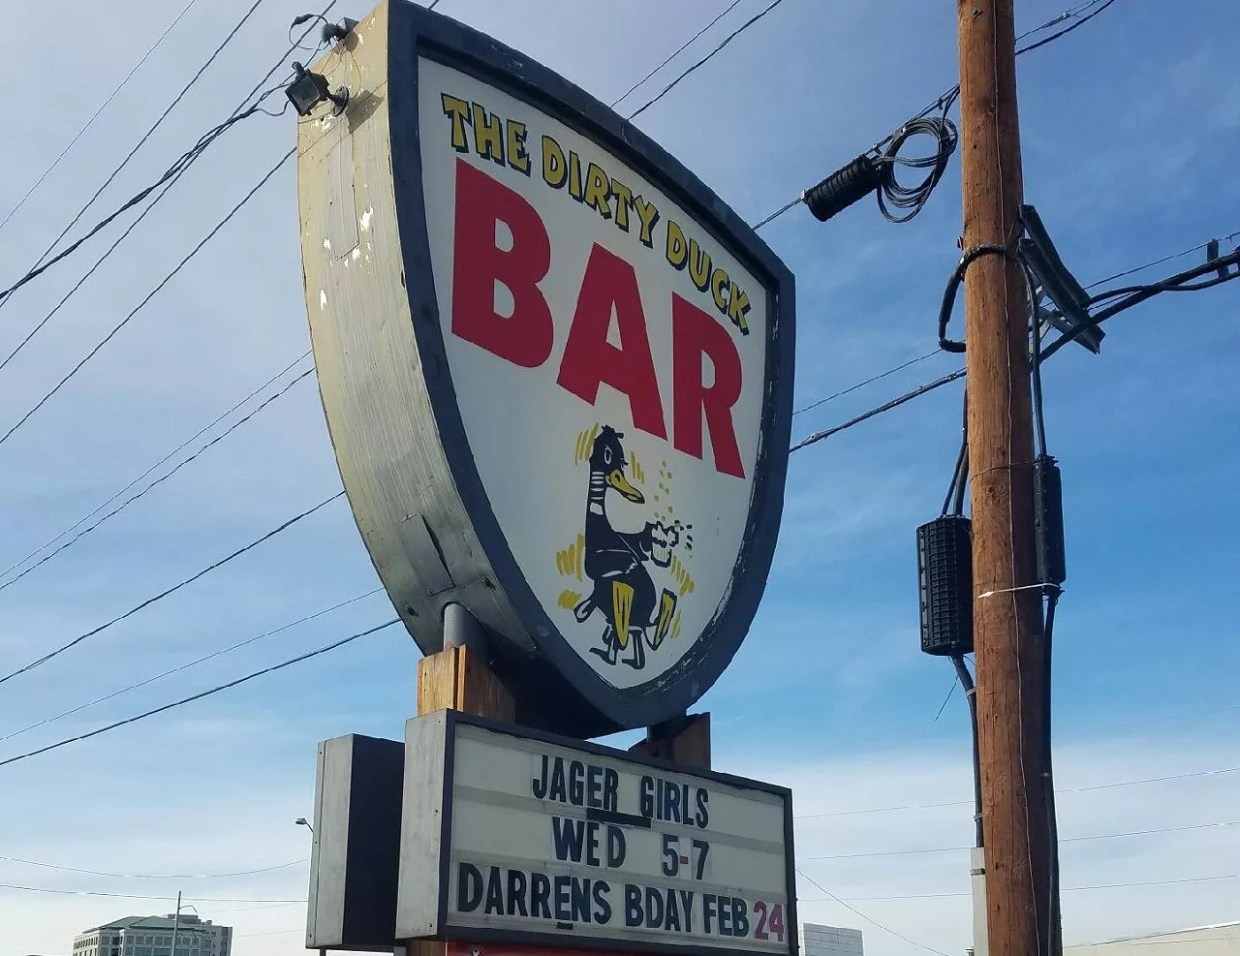 THE DIRTY DUCK
BAR
JAGER GIRLS
WED 5-7
DARRENS BDAY FEB 24